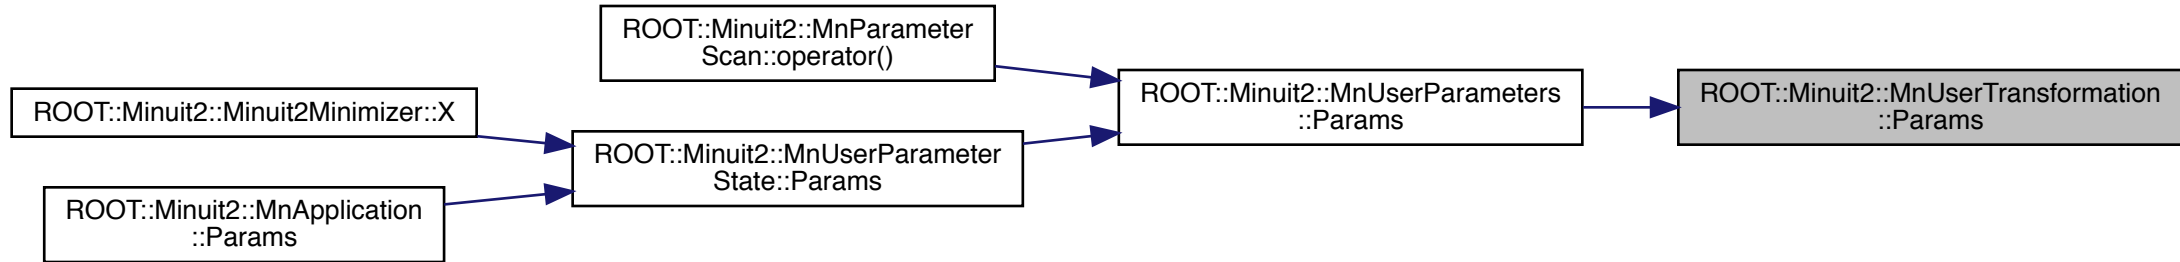 ROOT::Minuit2::MnParameter
Scan::operator()
ROOT::Minuit2::Minuit2Minimizer::X
ROOT::Minuit2::MnUserParameter
State::Params
ROOT::Minuit2::MnApplication
::Params
ROOT::Minuit2::MnUserParameters
::Params
ROOT::Minuit2::MnUserTransformation
::Params